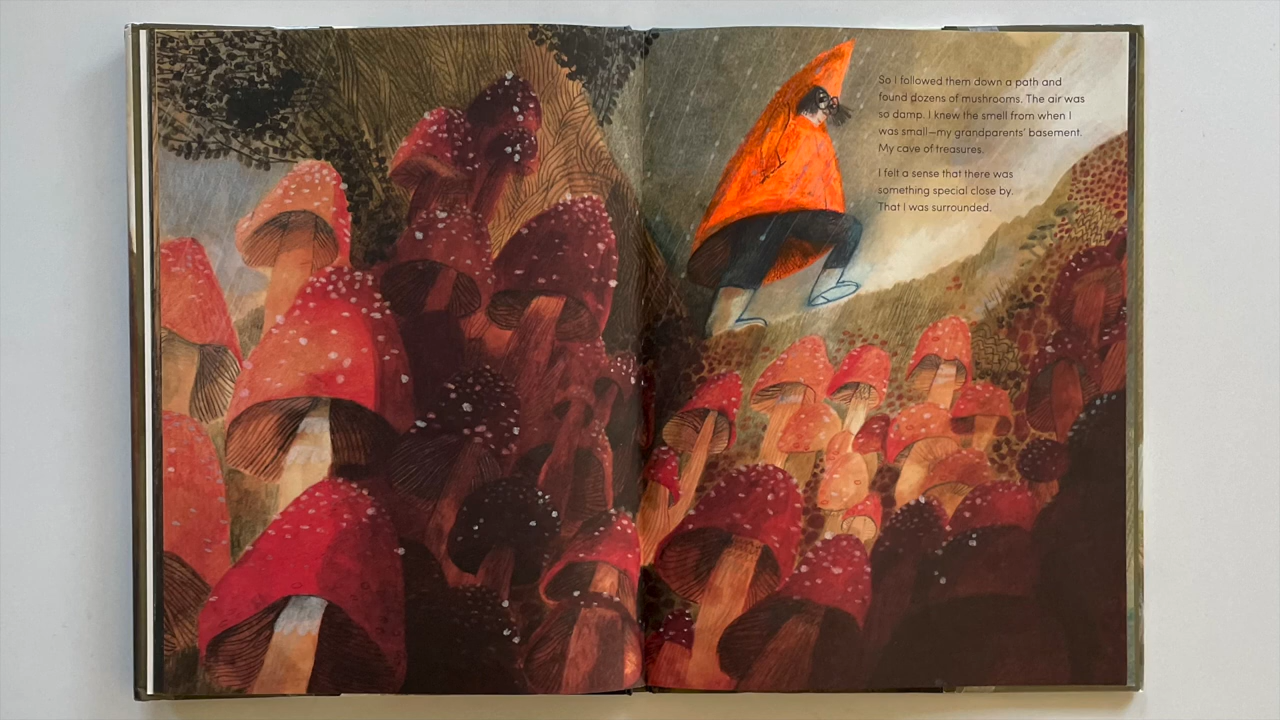 So I followed them down a path and
found dozens of mushrooms. The air was
so damp. I knew the smell from when I
was small—my grandparents' basement.
My cave of treasures.
I felt a sense that there was
something special close by.
That I was surrounded.